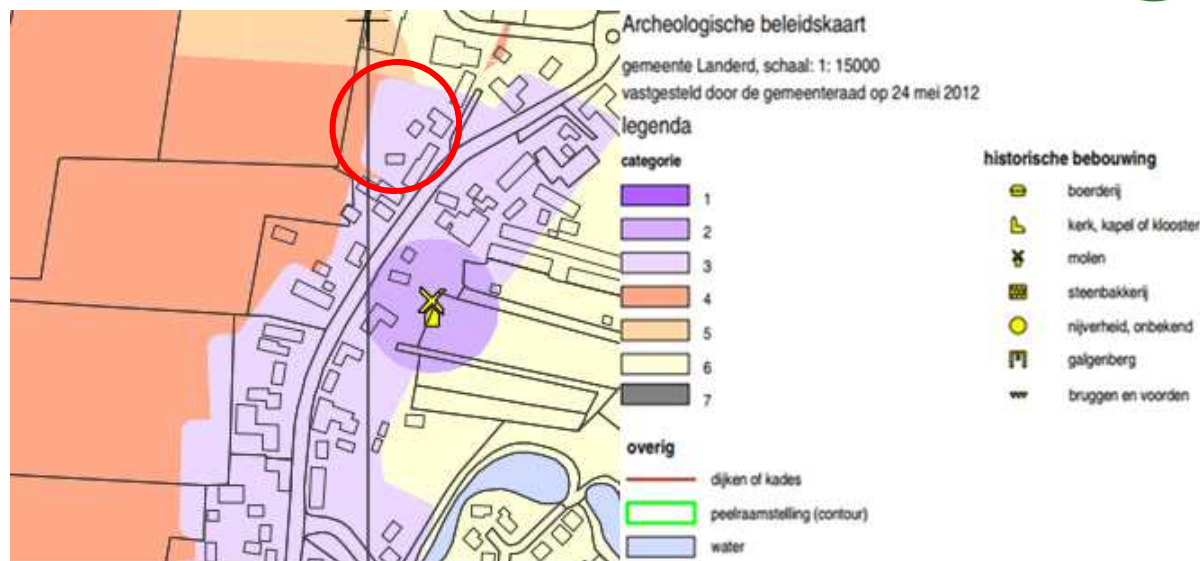 Archeologische beleidskaart
gemeente Landerd, schaal: 1: 15000
vastgesteld door de gemeenteraad op 24 mei 2012
legenda
categorie
1
2
3
4
5
6
7
historische bebouwing
boerderij
kerk, kapel of klooster
molen
steenbakkerij
nijverheid, onbekend
galgenberg
bruggen en voorden
overig
dijken of kades
peelraamstelling (contour)
water